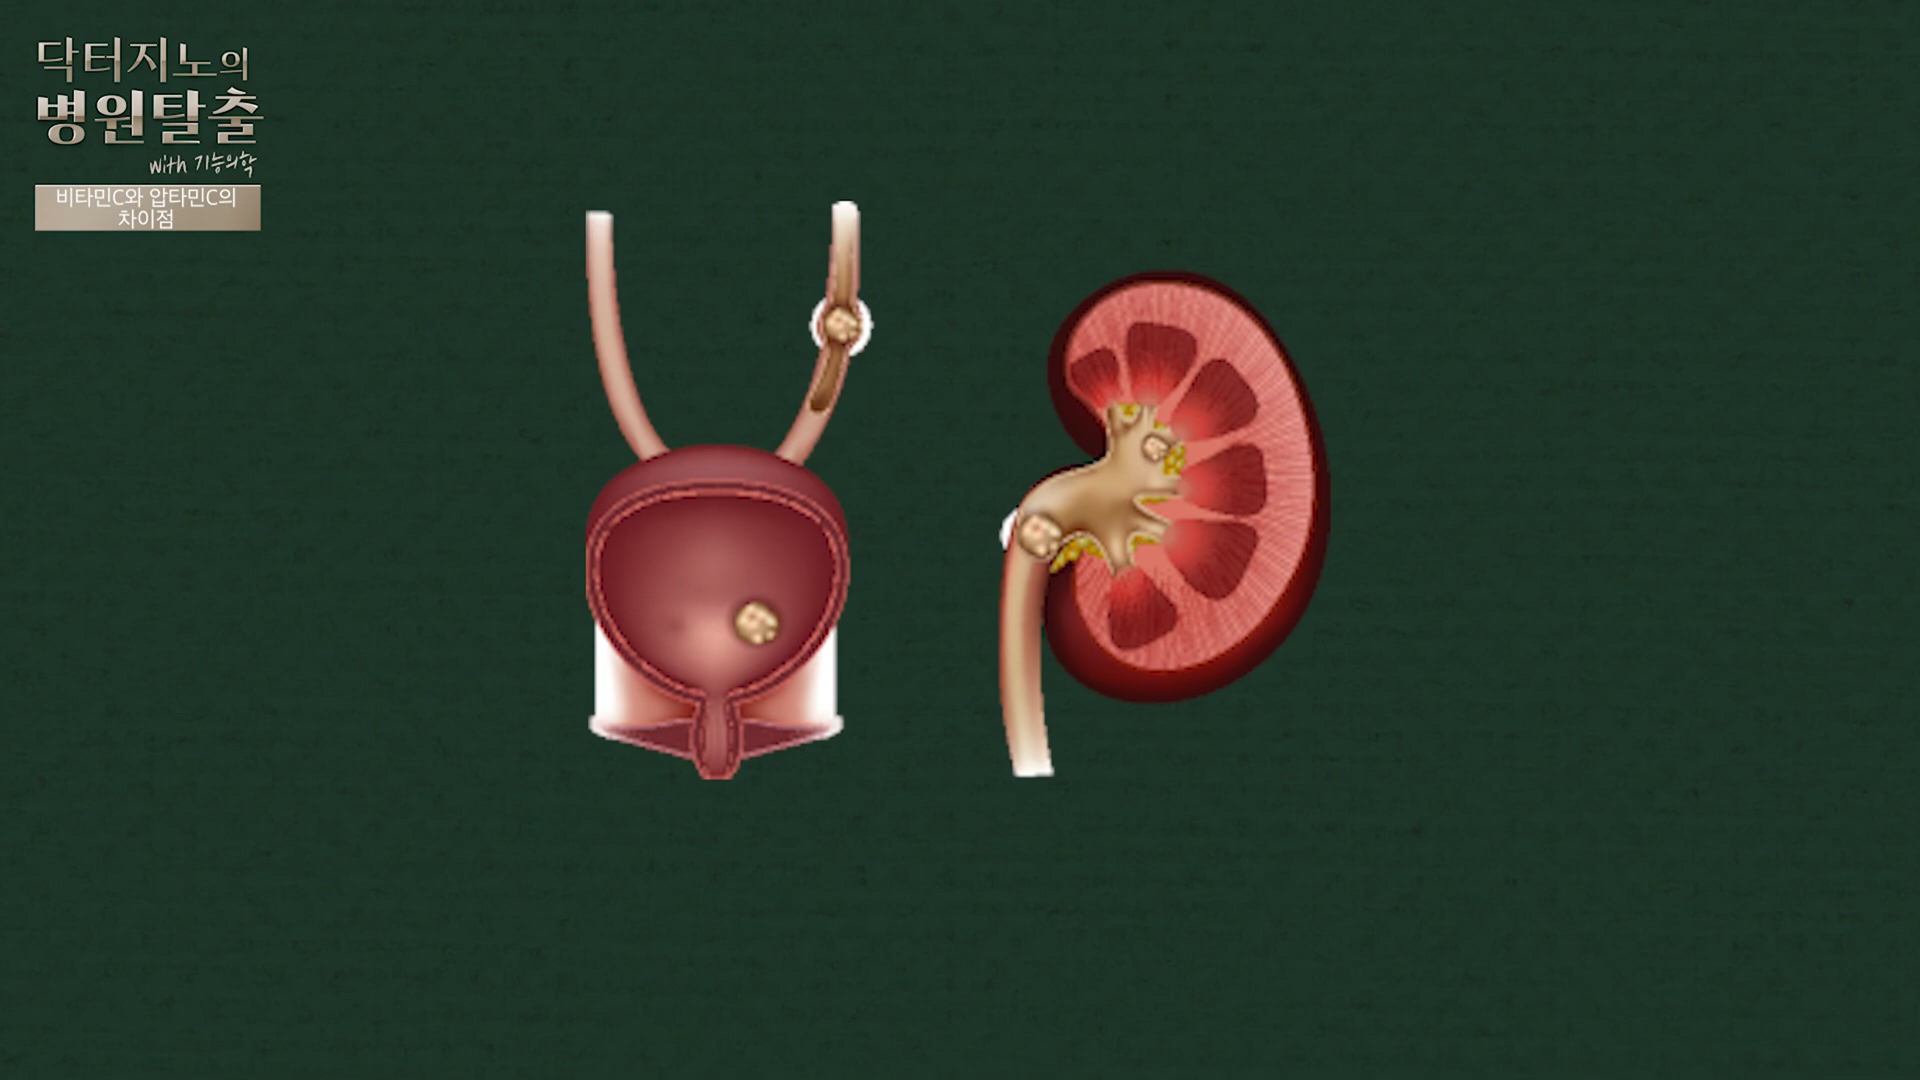 닥터지노의
병원탈출
with 기능의학
비타민C와 압타민C의
차이점